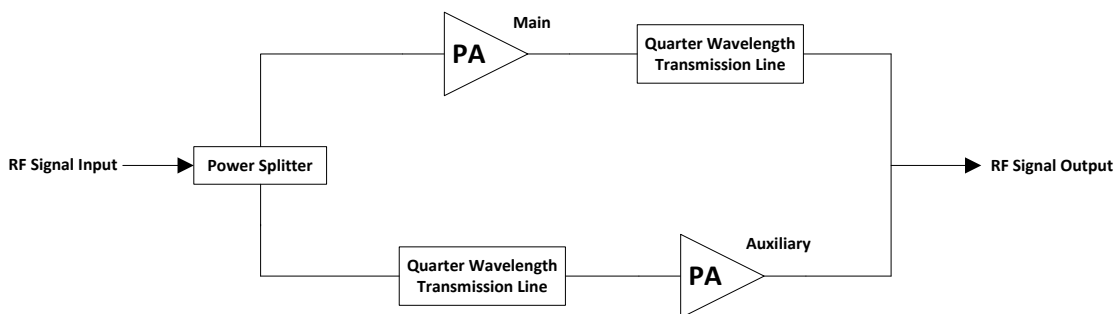 Main
PA
Quarter Wavelength
Transmission Line
RF Signal Input
Power Splitter
RF Signal Output
Auxiliary
Quarter Wavelength
Transmission Line
PA